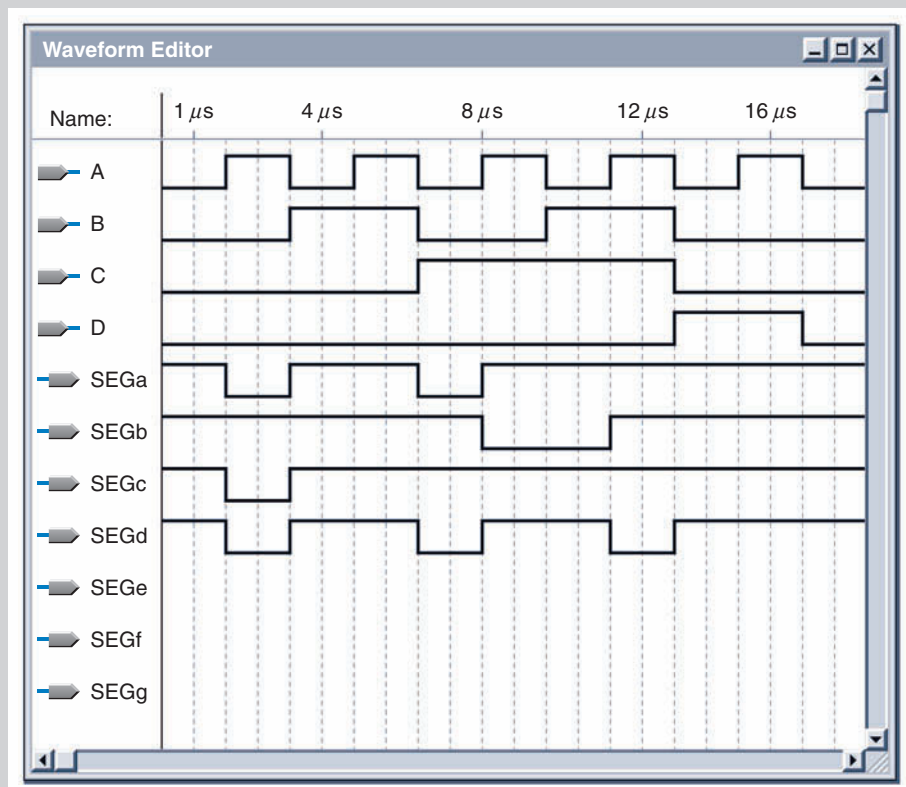 Waveform Editor
Name: 1 μs 4 μs 8 μs 12 μs 16 μs
A
B
C
D
SEGa
SEGb
SEGc
SEGd
SEGe
SEGf
SEGg